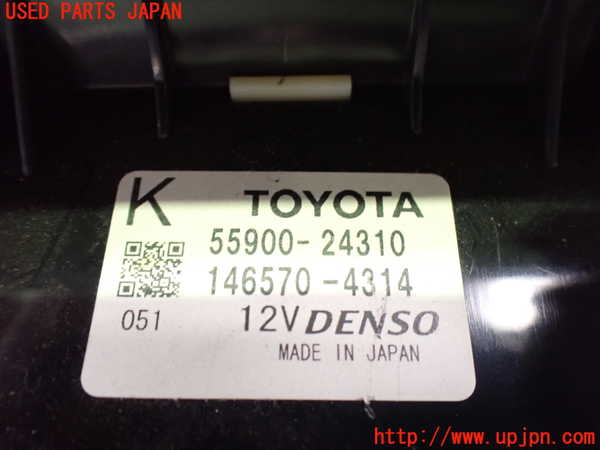 USED PARTS JAPAN
K TOYOTA
55900-24310
146570-4314
051 12V DENSO
MADE IN JAPAN
http://www.upjpn.com/